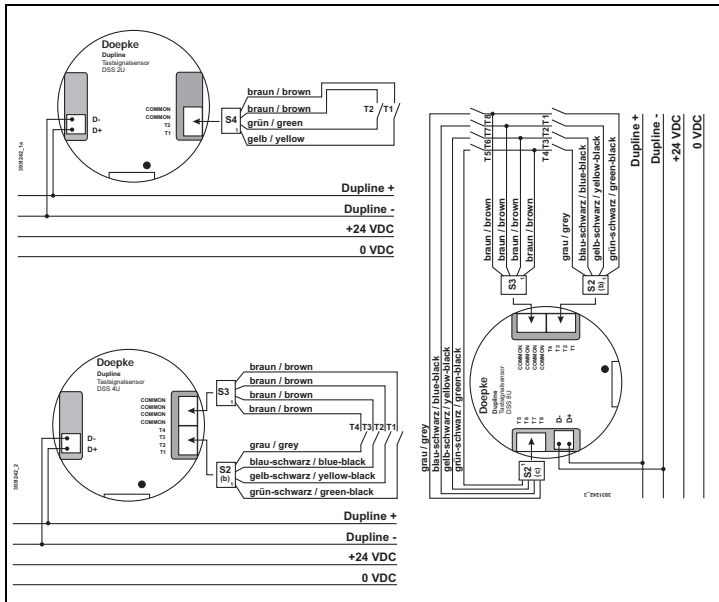 Doepke
Dupline
Tastsignalsensor
DSS 2U
COMMON
COMMON
T2
T1
D-
D+
S4
1
braun / brown
braun / brown
grün / green
gelb / yellow
T2
T1
3931242_1a
Dupline +
Dupline -
+24 VDC
0 VDC
Doepke
Dupline
Tastsignalsensor
DSS 4U
COMMON
COMMON
COMMON
COMMON
T4
T3
T2
T1
D-
D+
S3
1
S2
(b)
1
braun / brown
braun / brown
braun / brown
braun / brown
grau / grey
blau-schwarz / blue-black
gelb-schwarz / yellow-black
grün-schwarz / green-black
T4
T3
T2
T1
3931242_2
Dupline +
Dupline -
+24 VDC
0 VDC
T5
T6
T7
T8
T4
T3
T2
T1
braun / brown
braun / brown
braun / brown
braun / brown
grau / grey
blau-schwarz / blue-black
gelb-schwarz / yellow-black
grün-schwarz / green-black
S3
1
S2
(b)
1
COMMON
COMMON
COMMON
COMMON
T4
T3
T2
T1
Doepke
Dupline
Tastsignalsensor
DSS 8U
T5
T6
T7
T8
D-
D+
S2
(c)
1
grau / grey
blau-schwarz / blue-black
gelb-schwarz / yellow-black
grün-schwarz / green-black
3931242_3
Dupline +
Dupline -
+24 VDC
0 VDC